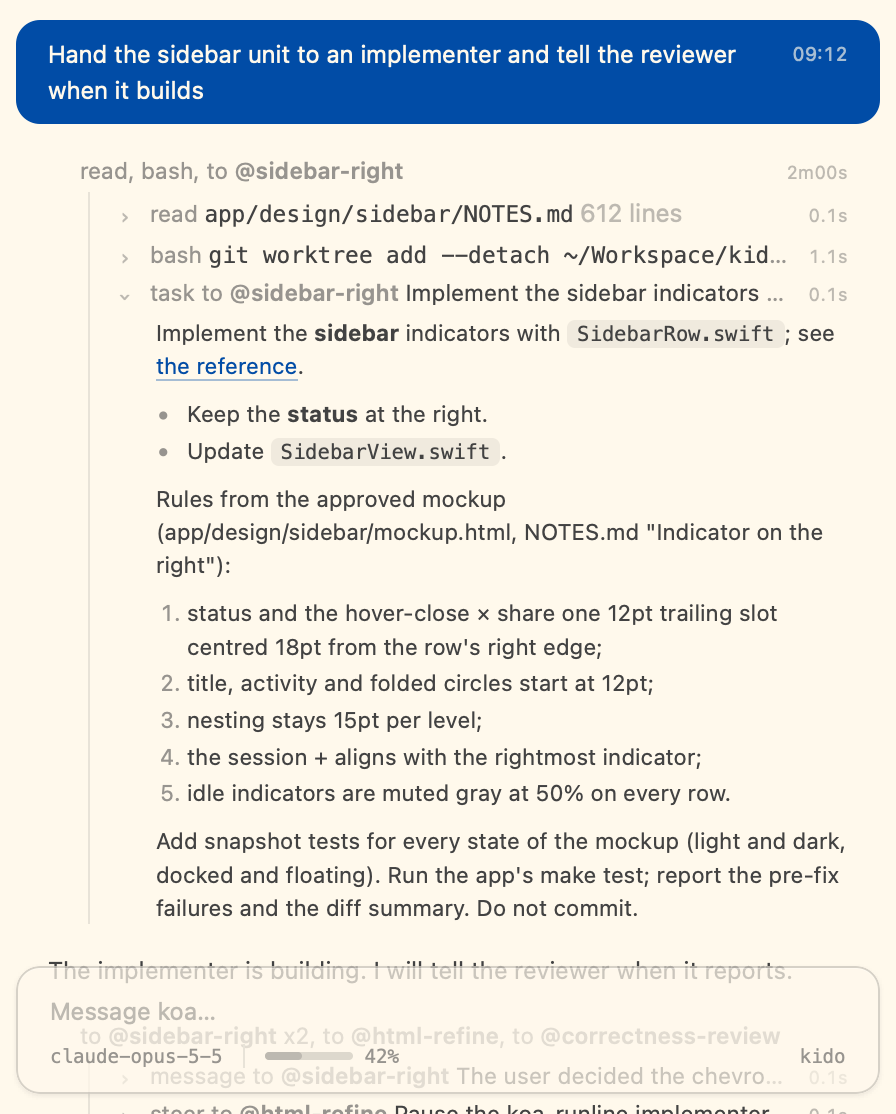 Hand the sidebar unit to an implementer and tell the reviewer 09:12
when it builds
read, bash, to @sidebar-right 2m00s
› read app/design/sidebar/NOTES.md 612 lines 0.1s
› bash git worktree add --detach ~/Workspace/kid… 1.1s
⌄ task to @sidebar-right Implement the sidebar indicators … 0.1s
Implement the sidebar indicators with SidebarRow.swift; see
the reference.
• Keep the status at the right.
• Update SidebarView.swift.
Rules from the approved mockup
(app/design/sidebar/mockup.html, NOTES.md "Indicator on the
right"):
1. status and the hover-close × share one 12pt trailing slot
centred 18pt from the row's right edge;
2. title, activity and folded circles start at 12pt;
3. nesting stays 15pt per level;
4. the session + aligns with the rightmost indicator;
5. idle indicators are muted gray at 50% on every row.
Add snapshot tests for every state of the mockup (light and dark,
docked and floating). Run the app's make test; report the pre-fix
failures and the diff summary. Do not commit.
The implementer is building. I will tell the reviewer when it reports.
Message koa...
to @sidebar-right x2, to @html-refine, to @correctness-review
claude-opus-5-5 42% kido
› message to @sidebar-right The user decided the chevro… 0.1s
steer to @html-refine Pause the koa-runline implementer 0.1s